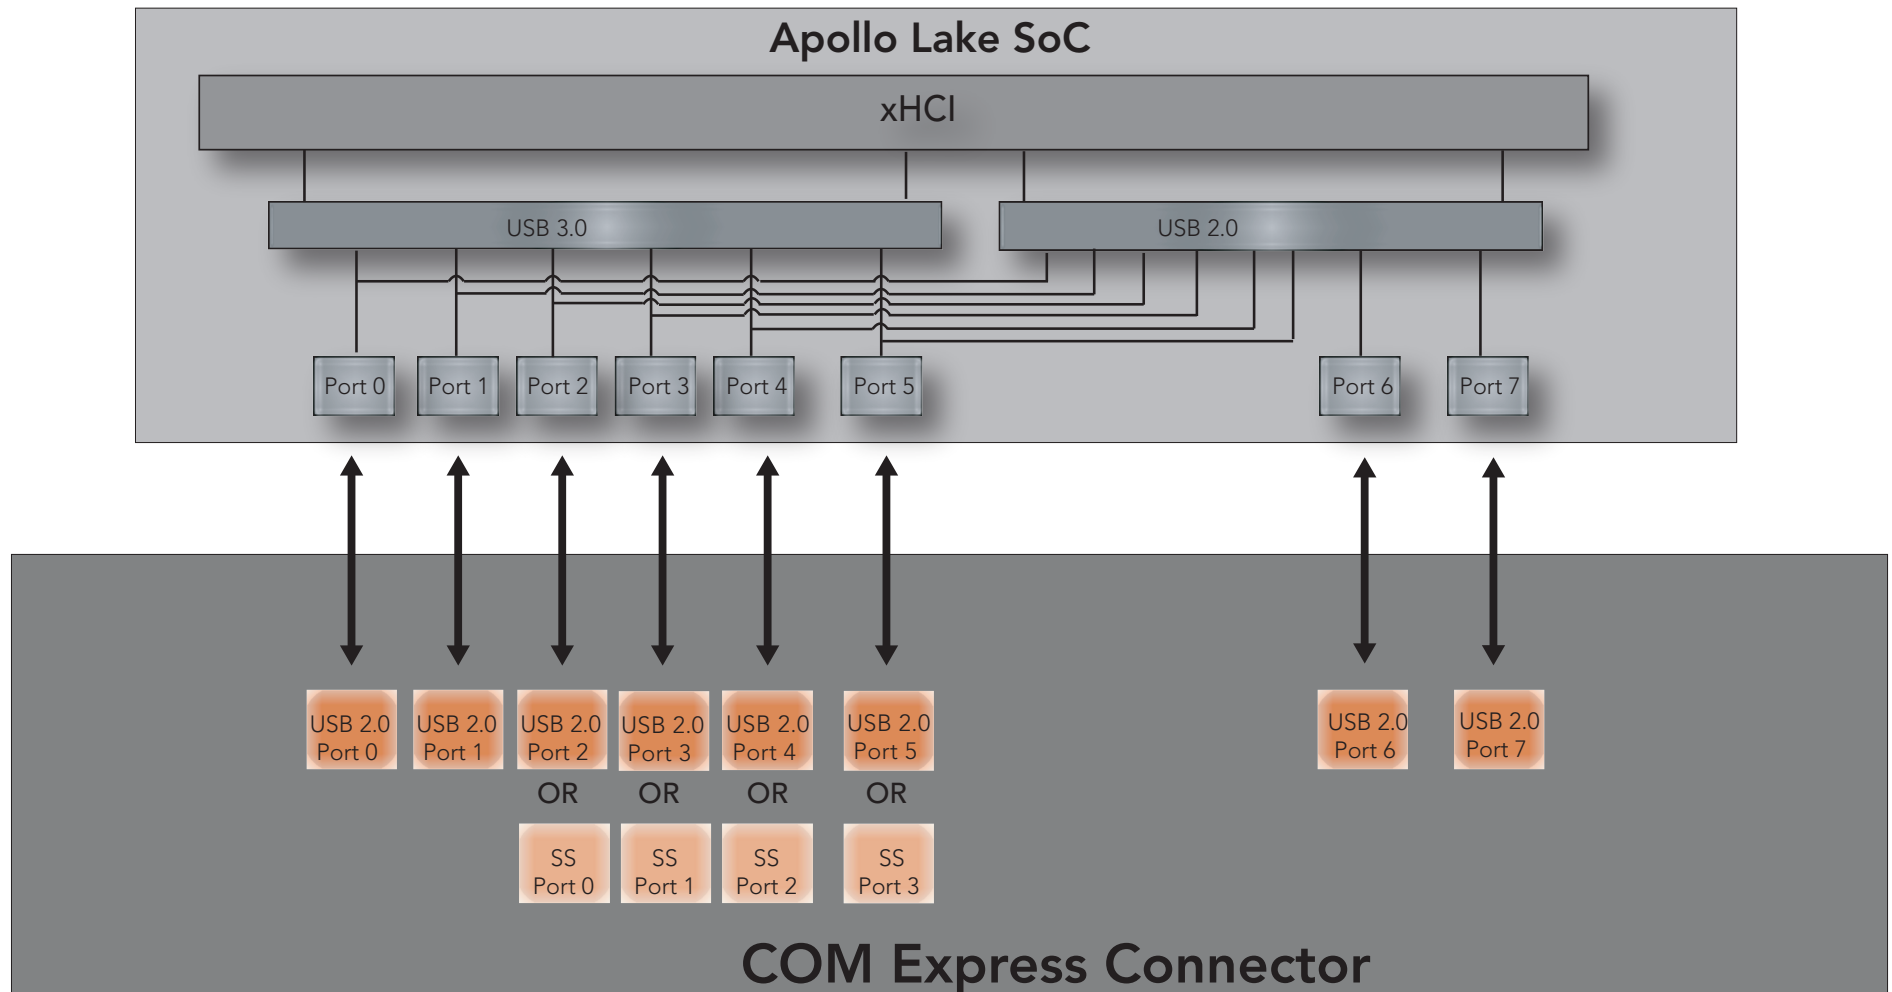 Apollo Lake SoC
xHCI
USB 3.0
USB 2.0
Port 0
Port 1
Port 2
Port 3
Port 4
Port 5
Port 6
Port 7
USB 2.0
Port 0
USB 2.0
Port 1
USB 2.0
Port 2
USB 2.0
Port 3
USB 2.0
Port 4
USB 2.0
Port 5
USB 2.0
Port 6
USB 2.0
Port 7
OR
OR
OR
OR
SS
Port 0
SS
Port 1
SS
Port 2
SS
Port 3
COM Express Connector